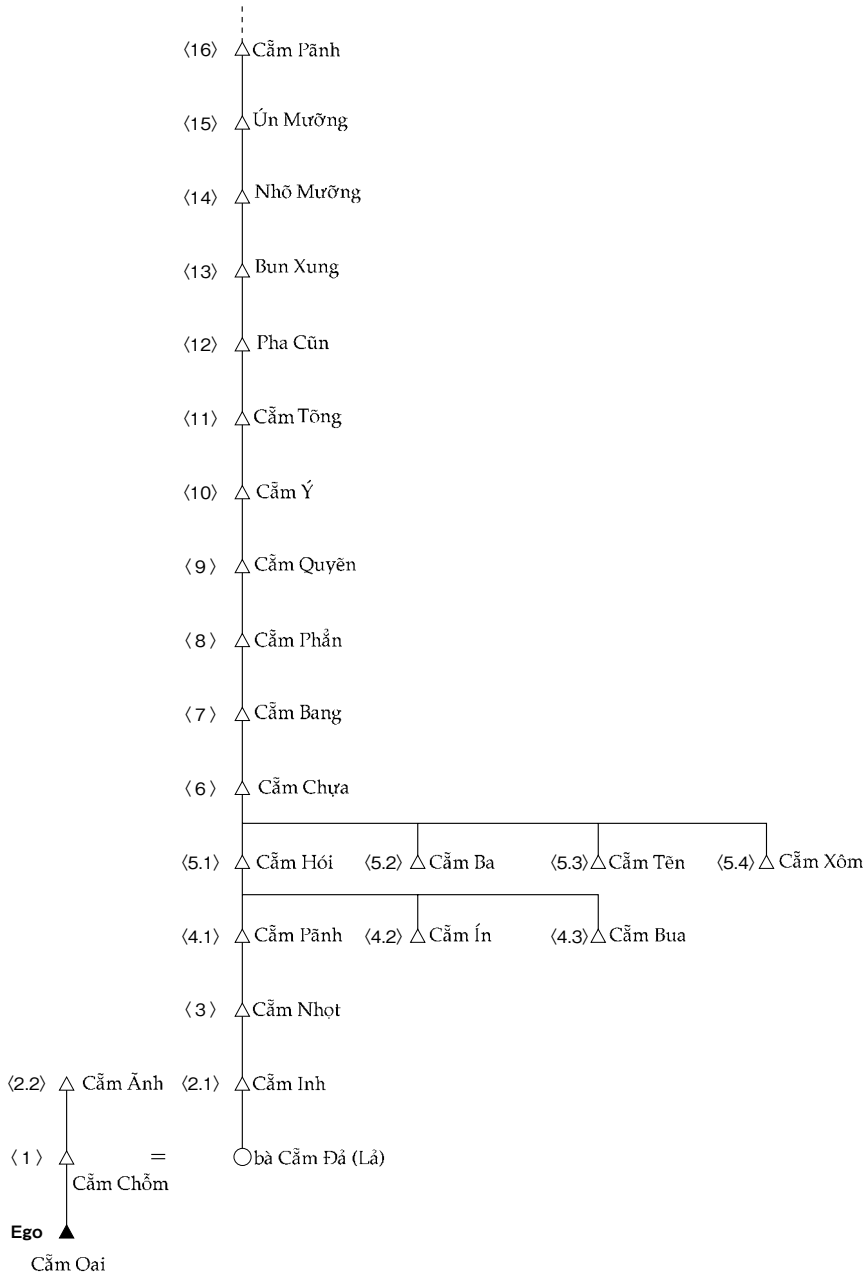 〈16〉 Cẵm Pãnh
〈15〉 Ún Mưỡng
〈14〉 Nhõ Mưỡng
〈13〉 Bun Xung
〈12〉 Pha Cũn
〈11〉 Cẵm Tõng
〈10〉 Cẵm Ý
〈9〉 Cẵm Quyẽn
〈8〉 Cẵm Phẳn
〈7〉 Cẵm Bang
〈6〉 Cẵm Chựa
〈5.1〉 Cẵm Hói 〈5.2〉 Cẵm Ba 〈5.3〉 Cẵm Tẽn 〈5.4〉 Cẵm Xôm
〈4.1〉 Cẵm Pãnh 〈4.2〉 Cẵm Ín 〈4.3〉 Cẵm Bua
〈3〉 Cẵm Nhọt
〈2.2〉 Cẵm Ãnh 〈2.1〉 Cẵm Inh
〈1〉 = bà Cẵm Đả (Lả)
Cẵm Chỗm
Ego
Cẵm Oai